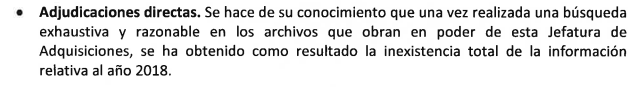 • Adjudicaciones directas. Se hace de su conocimiento que una vez realizada una búsqueda
exhaustiva y razonable en los archivos que obran en poder de esta Jefatura de
Adquisiciones, se ha obtenido como resultado la inexistencia total de la información
relativa al año 2018.